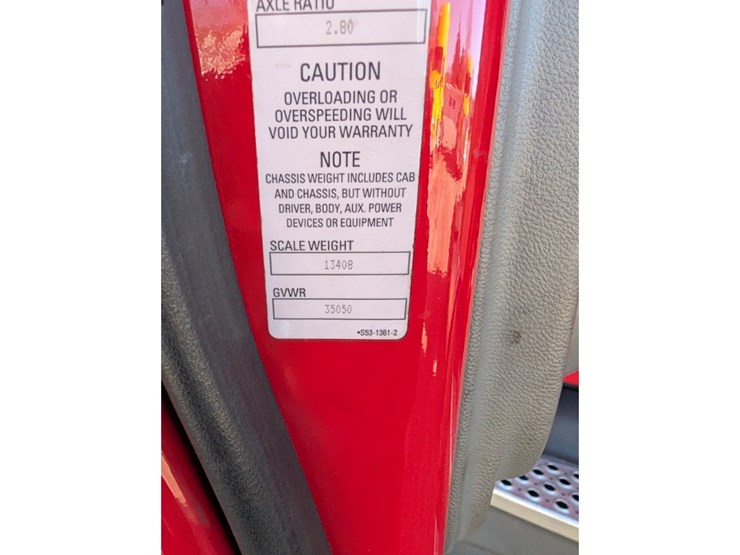 AXLE RATIO
2.80
CAUTION
OVERLOADING OR
OVERSPEEDING WILL
VOID YOUR WARRANTY
NOTE
CHASSIS WEIGHT INCLUDES CAB
AND CHASSIS, BUT WITHOUT
DRIVER, BODY, AUX. POWER
DEVICES OR EQUIPMENT
SCALE WEIGHT
13408
GVWR
35050
•S53-1361-2